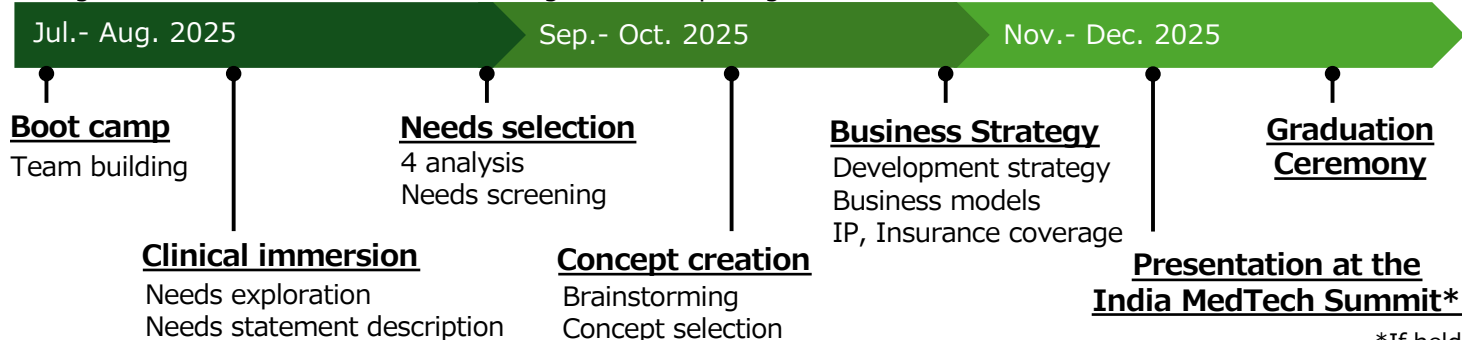 Jul.- Aug. 2025
Sep.- Oct. 2025
Nov.- Dec. 2025
Boot camp
Team building
Clinical immersion
Needs exploration
Needs statement description
Needs selection
4 analysis
Needs screening
Concept creation
Brainstorming
Concept selection
Business Strategy
Development strategy
Business models
IP, Insurance coverage
Presentation at the
India MedTech Summit*
Graduation
Ceremony
*If held